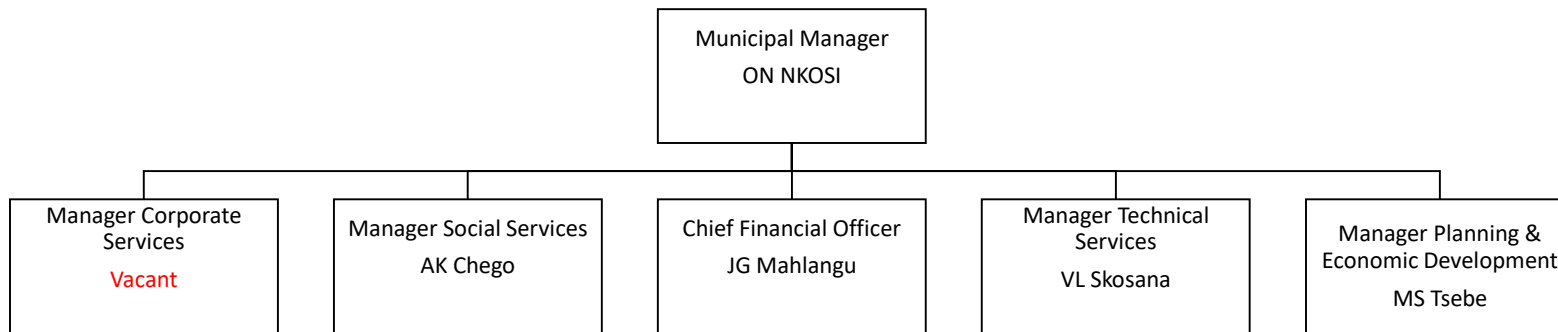 Municipal Manager
ON NKOSI
Manager Corporate
Services
Vacant
Manager Social Services
AK Chego
Chief Financial Officer
JG Mahlangu
Manager Technical
Services
VL Skosana
Manager Planning &
Economic Development
MS Tsebe